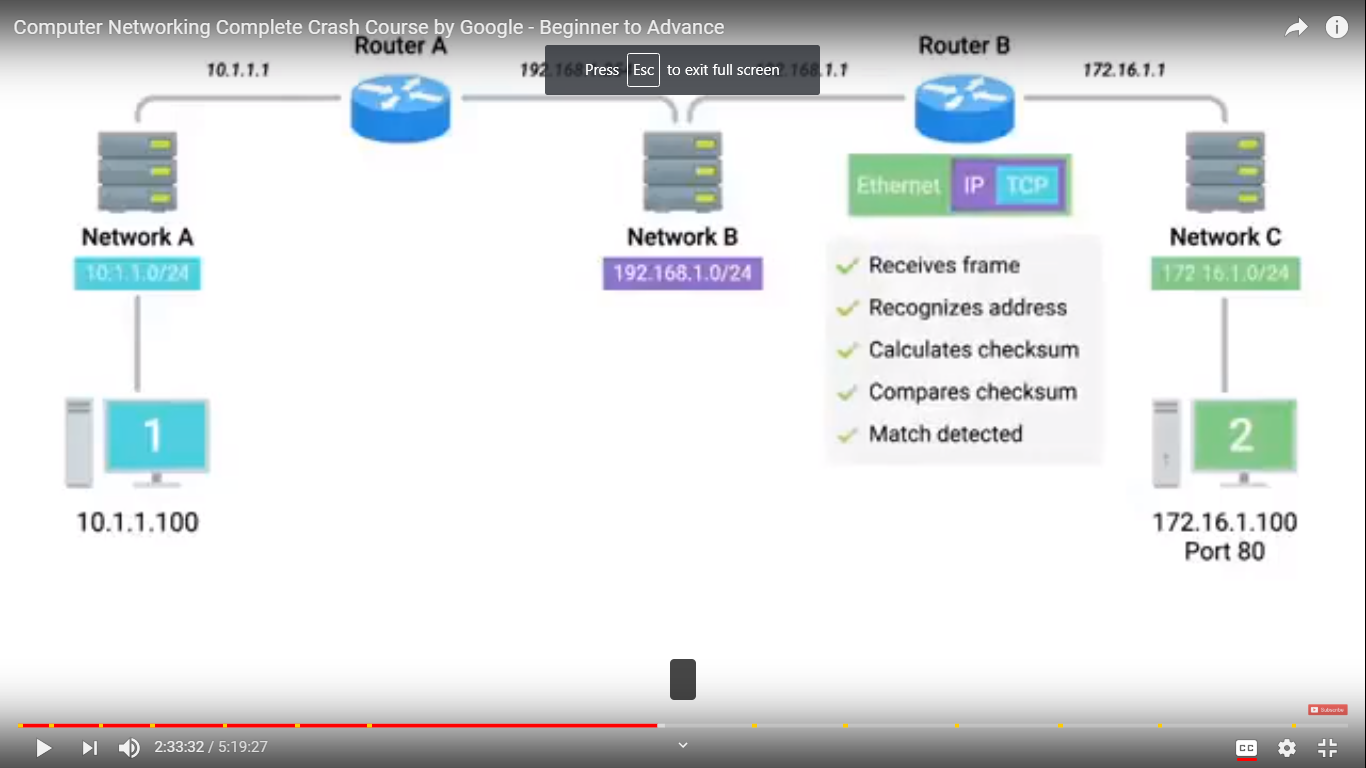 Computer Networking Complete Crash Course by Google - Beginner to Advance
Router A
Router B
10.1.1.1
192.168
Press Esc to exit full screen
.168.1.1
172.16.1.1
Ethernet IP TCP
Network A
Network B
Network C
10.1.1.0/24
192.168.1.0/24
172.16.1.0/24
Receives frame
Recognizes address
Calculates checksum
Compares checksum
Match detected
1
2
10.1.1.100
172.16.1.100
Port 80
Subscribe
2:33:32 / 5:19:27
CC